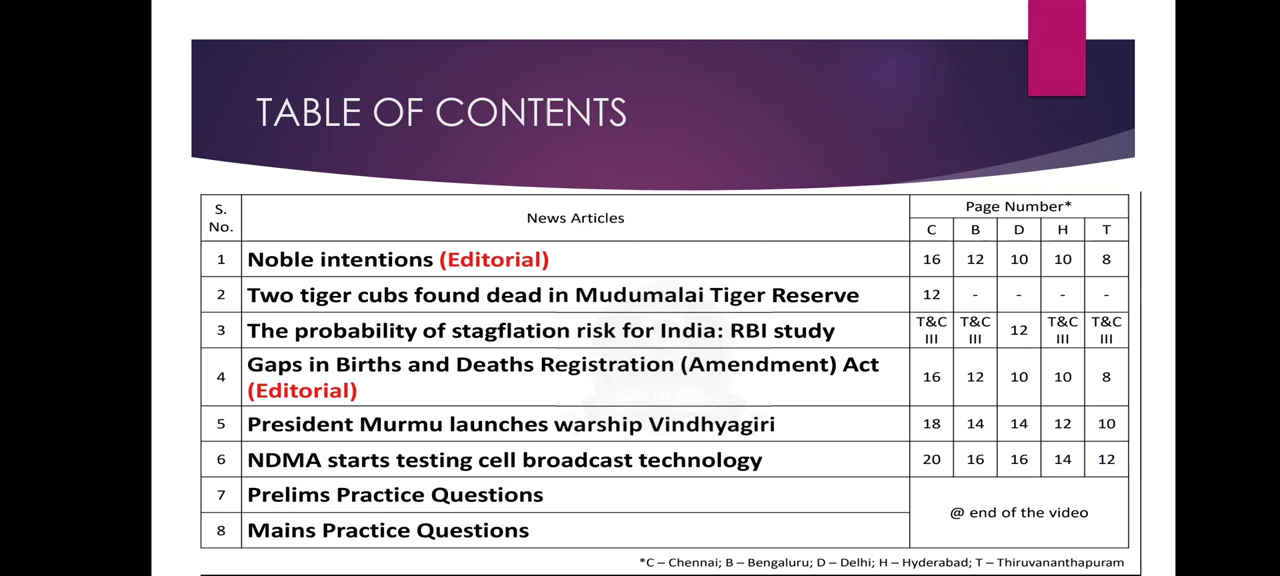 TABLE OF CONTENTS
S. No. News Articles Page Number*
C B D H T
1 Noble intentions (Editorial) 16 12 10 10 8
2 Two tiger cubs found dead in Mudumalai Tiger Reserve 12 - - - -
3 The probability of stagflation risk for India: RBI study T&C III T&C III 12 T&C III T&C III
4 Gaps in Births and Deaths Registration (Amendment) Act
(Editorial) 16 12 10 10 8
5 President Murmu launches warship Vindhyagiri 18 14 14 12 10
6 NDMA starts testing cell broadcast technology 20 16 16 14 12
7 Prelims Practice Questions
8 Mains Practice Questions
@ end of the video
*C – Chennai; B – Bengaluru; D – Delhi; H – Hyderabad; T – Thiruvananthapuram